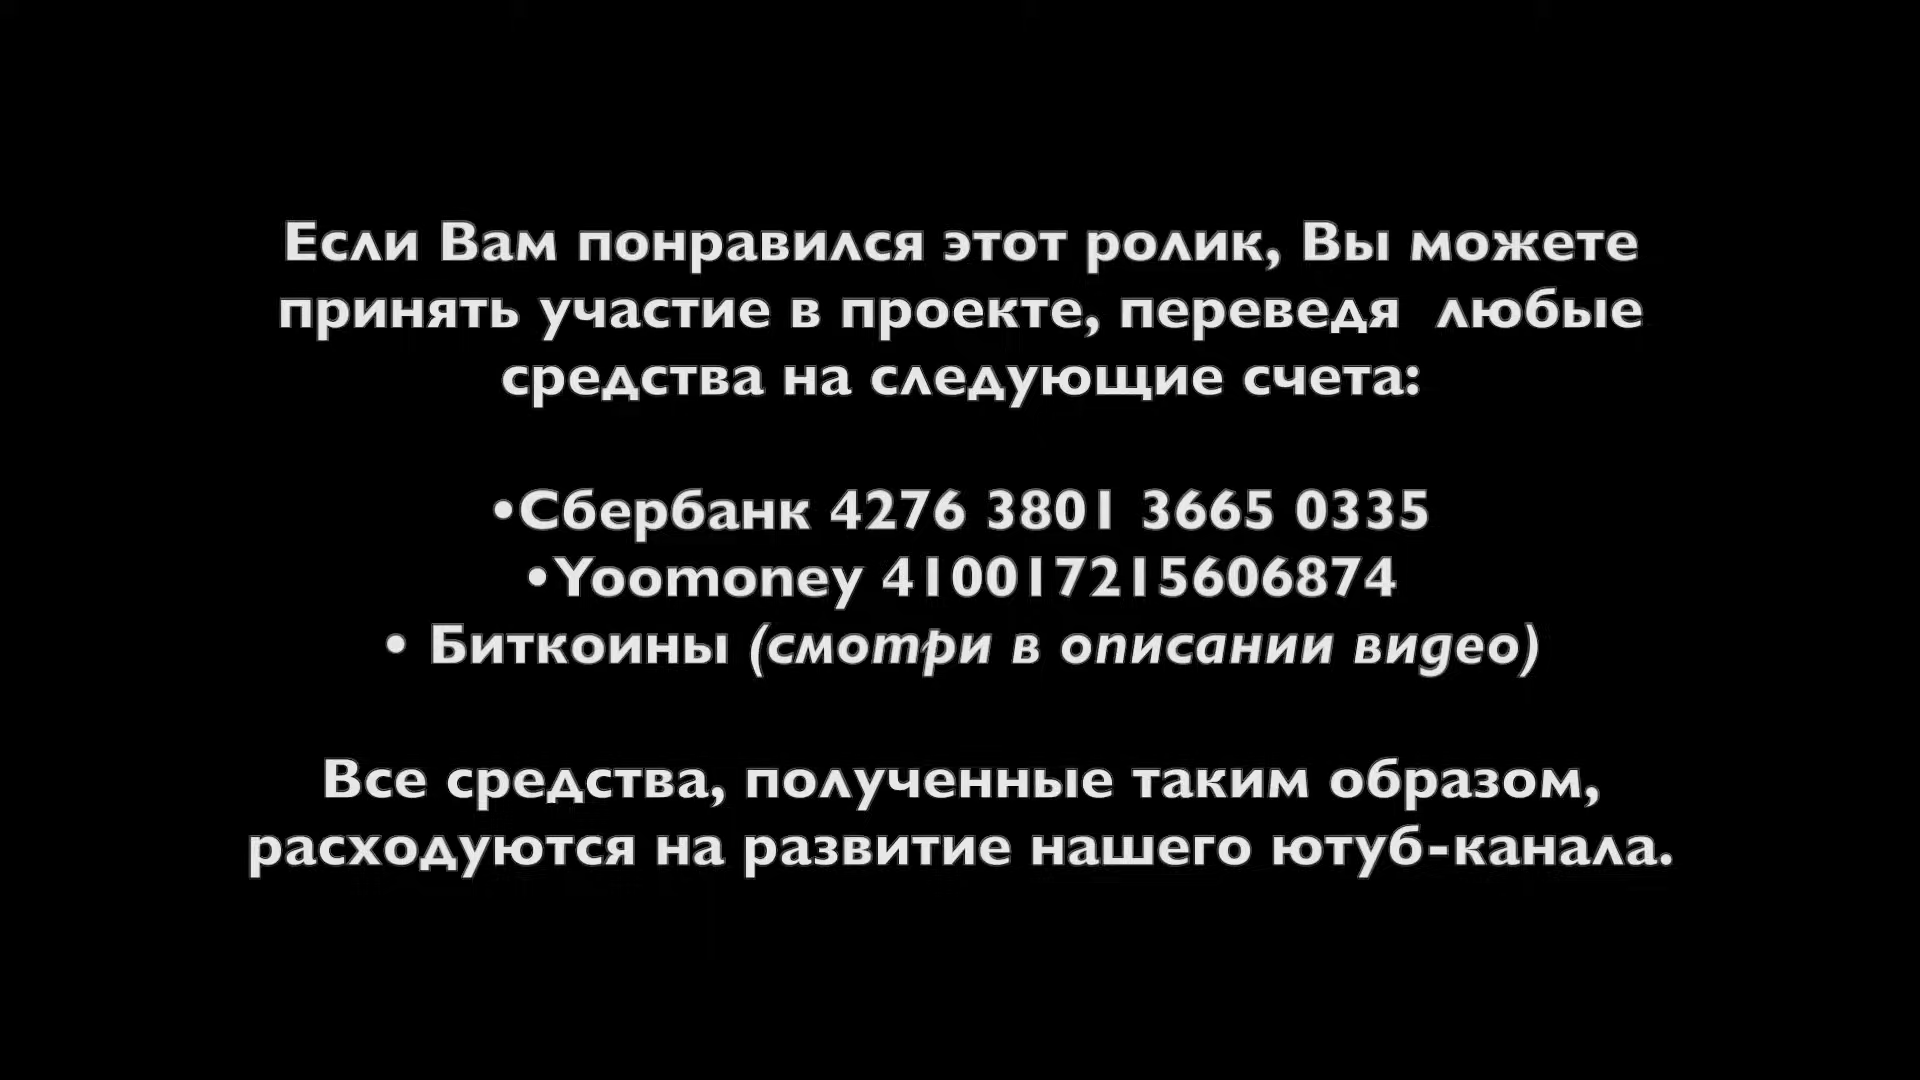 Если Вам понравился этот ролик, Вы можете
принять участие в проекте, переведя  любые
средства на следующие счета:
•Сбербанк 4276 3801 3665 0335
•Yoomoney 410017215606874
• Биткоины (смотри в описании видео)
Все средства, полученные таким образом,
расходуются на развитие нашего ютуб-канала.